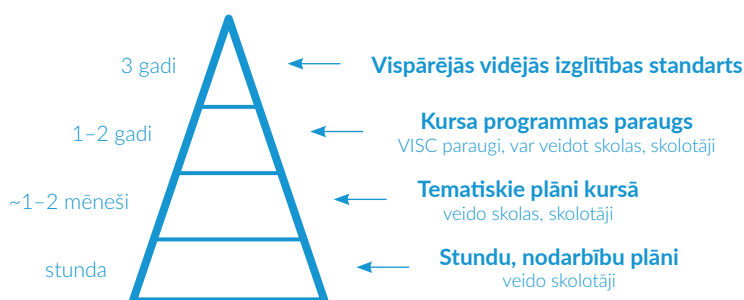 3 gadi
Vispārējās vidējās izglītības standarts
1–2 gadi
Kursa programmas paraugs
VISC paraugi, var veidot skolas, skolotāji
~1–2 mēneši
Tematiskie plāni kursā
veido skolas, skolotāji
stunda
Stundu, nodarbību plāni
veido skolotāji